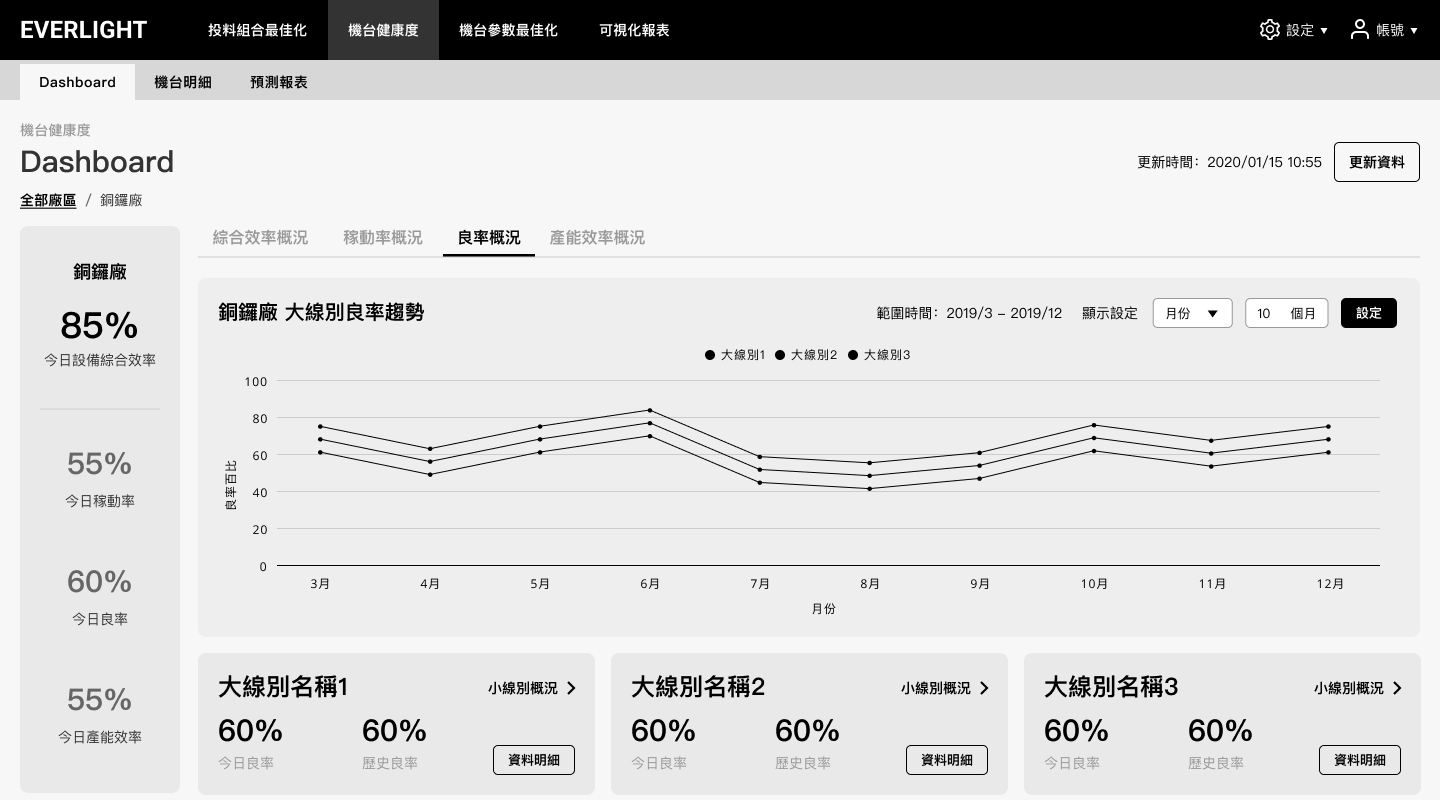 EVERLIGHT 投料組合最佳化 機台健康度 機台參數最佳化 可視化報表 設定 ▼ 帳號 ▼
Dashboard 機台明細 預測報表
機台健康度
Dashboard
更新時間：2020/01/15 10:55 更新資料
全部廠區 / 銅鑼廠
銅鑼廠
85%
今日設備綜合效率
55%
今日稼動率
60%
今日良率
55%
今日產能效率
綜合效率概況 稼動率概況 良率概況 產能效率概況
銅鑼廠 大線別良率趨勢
範圍時間：2019/3 – 2019/12 顯示設定 月份 ▼ 10 個月 設定
大線別1 大線別2 大線別3
100
80
60
40
20
0
良率百比
3月 4月 5月 6月 7月 8月 9月 10月 11月 12月
月份
大線別名稱1 小線別概況
60% 60%
今日良率 歷史良率 資料明細
大線別名稱2 小線別概況
60% 60%
今日良率 歷史良率 資料明細
大線別名稱3 小線別概況
60% 60%
今日良率 歷史良率 資料明細